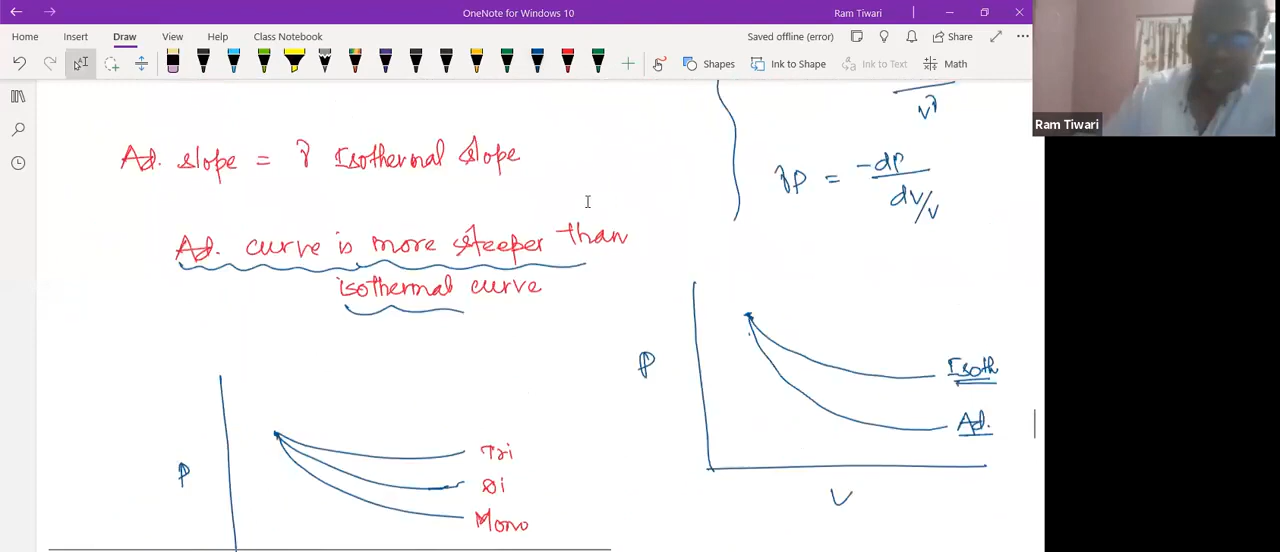 OneNote for Windows 10
Ram Tiwari
Home Insert Draw View Help Class Notebook
Saved offline (error) Share
Shapes Ink to Shape Ink to Text Math
Ram Tiwari
Vγ
Ad. slope = γ Isothermal slope
γP = -dP
dV/V
Ad. curve is more steeper than
isothermal curve
P
Isoth
Ad.
V
P
Tri
Di
Mono